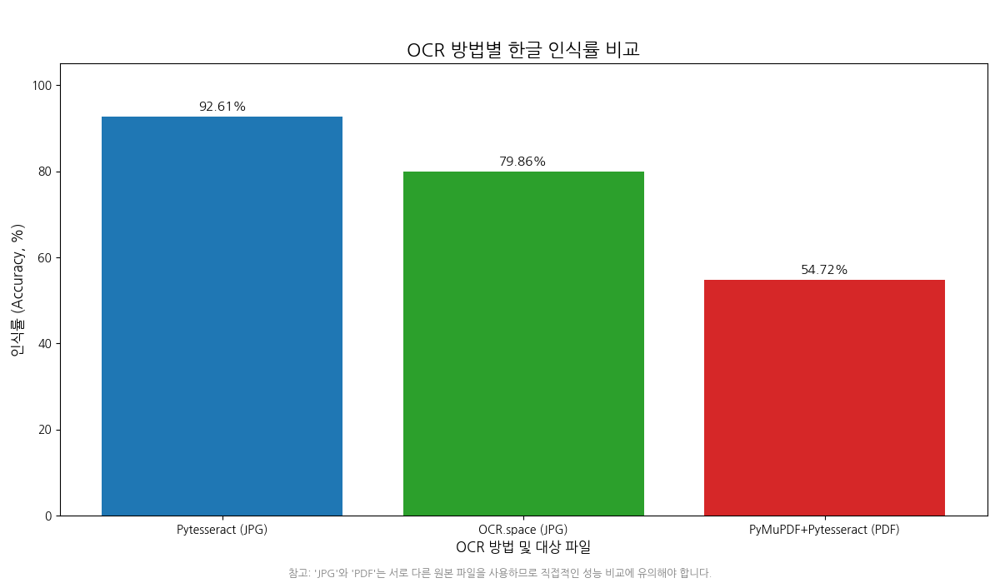 OCR 방법별 한글 인식률 비교
인식률 (Accuracy, %)
100
80
60
40
20
0
92.61%
79.86%
54.72%
Pytesseract (JPG)
OCR.space (JPG)
PyMuPDF+Pytesseract (PDF)
OCR 방법 및 대상 파일
참고: 'JPG'와 'PDF'는 서로 다른 원본 파일을 사용하므로 직접적인 성능 비교에 유의해야 합니다.